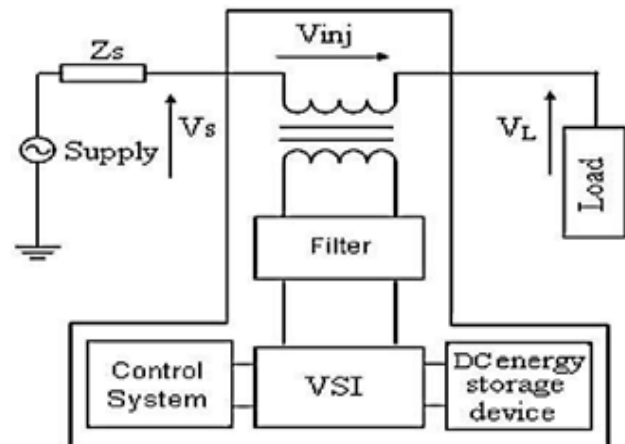 Zs
Vinj
Vs
Supply
VL
Load
Filter
Control
System
VSI
DC energy
storage
device